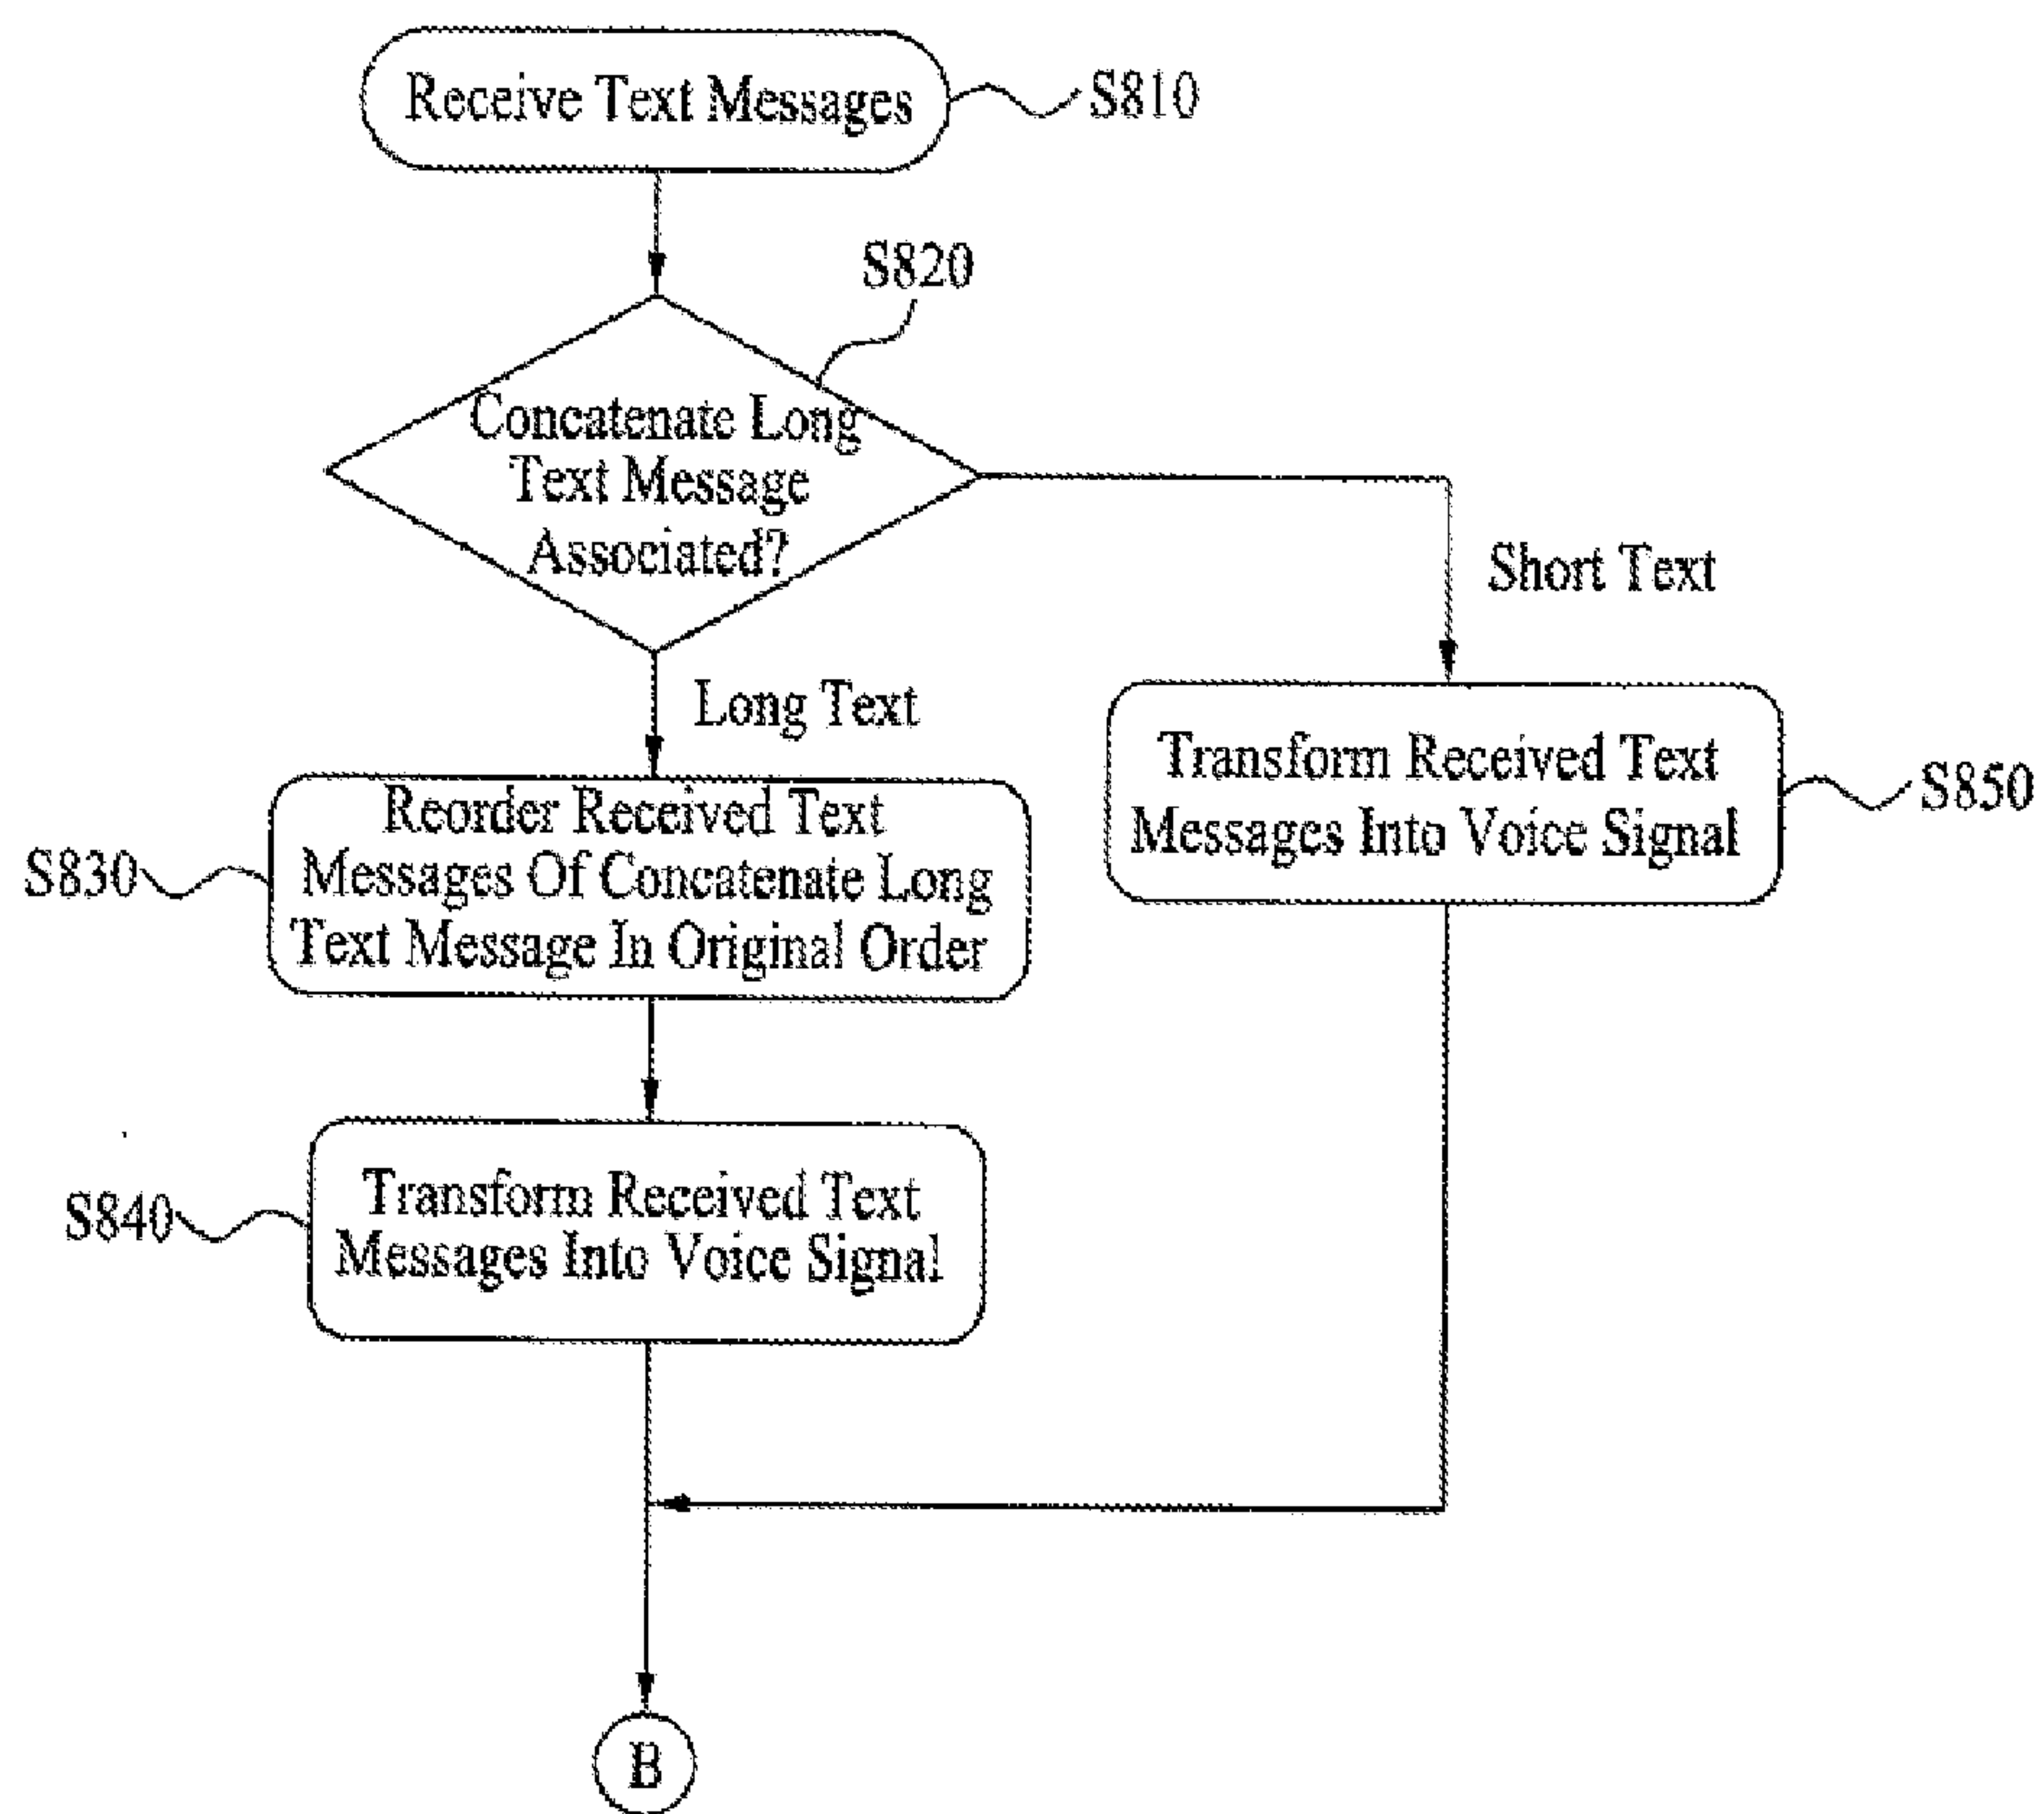 Receive Text Messages
S810
S820
Concatenate Long
Text Message
Associated?
Short Text
Long Text
Transform Received Text
Messages Into Voice Signal
S850
Reorder Received Text
Messages Of Concatenate Long
Text Message In Original Order
S830
Transform Received Text
Messages Into Voice Signal
S840
B